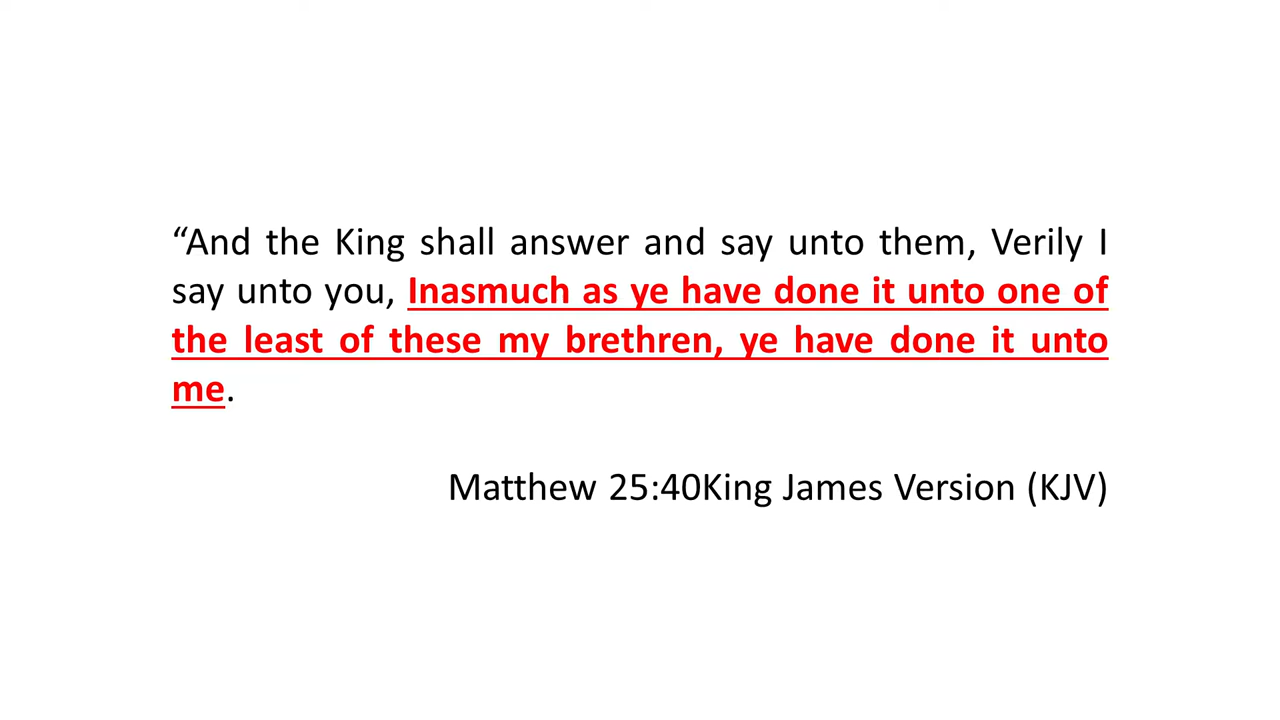 “And the King shall answer and say unto them, Verily I
say unto you, Inasmuch as ye have done it unto one of
the least of these my brethren, ye have done it unto
me.
Matthew 25:40King James Version (KJV)